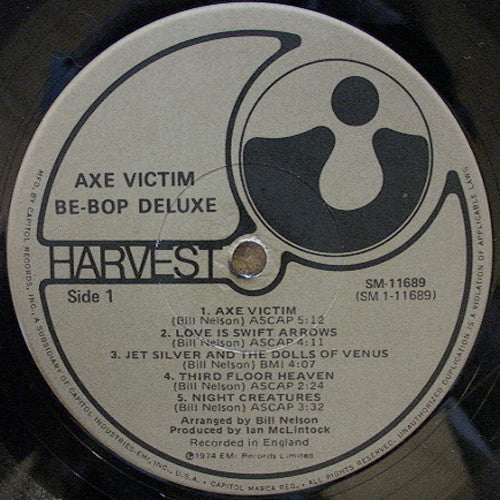 AXE VICTIM
BE-BOP DELUXE
HARVEST
Side 1
SM-11689
(SM 1-11689)
1. AXE VICTIM
(Bill Nelson) ASCAP 5:12
2. LOVE IS SWIFT ARROWS
(Bill Nelson) ASCAP 4:11
3. JET SILVER AND THE DOLLS OF VENUS
(Bill Nelson) BMI 4:07
4. THIRD FLOOR HEAVEN
(Bill Nelson) ASCAP 2:24
5. NIGHT CREATURES
(Bill Nelson) ASCAP 3:32
Arranged by Bill Nelson
Produced by Ian McLintock
Recorded in England
℗1974 EMI Records Limited
MFG. BY CAPITOL RECORDS, INC., A SUBSIDIARY OF CAPITOL INDUSTRIES-EMI, INC., U.S.A. • CAPITOL MARCA REG. • ALL RIGHTS RESERVED. UNAUTHORIZED DUPLICATION IS A VIOLATION OF APPLICABLE LAWS.